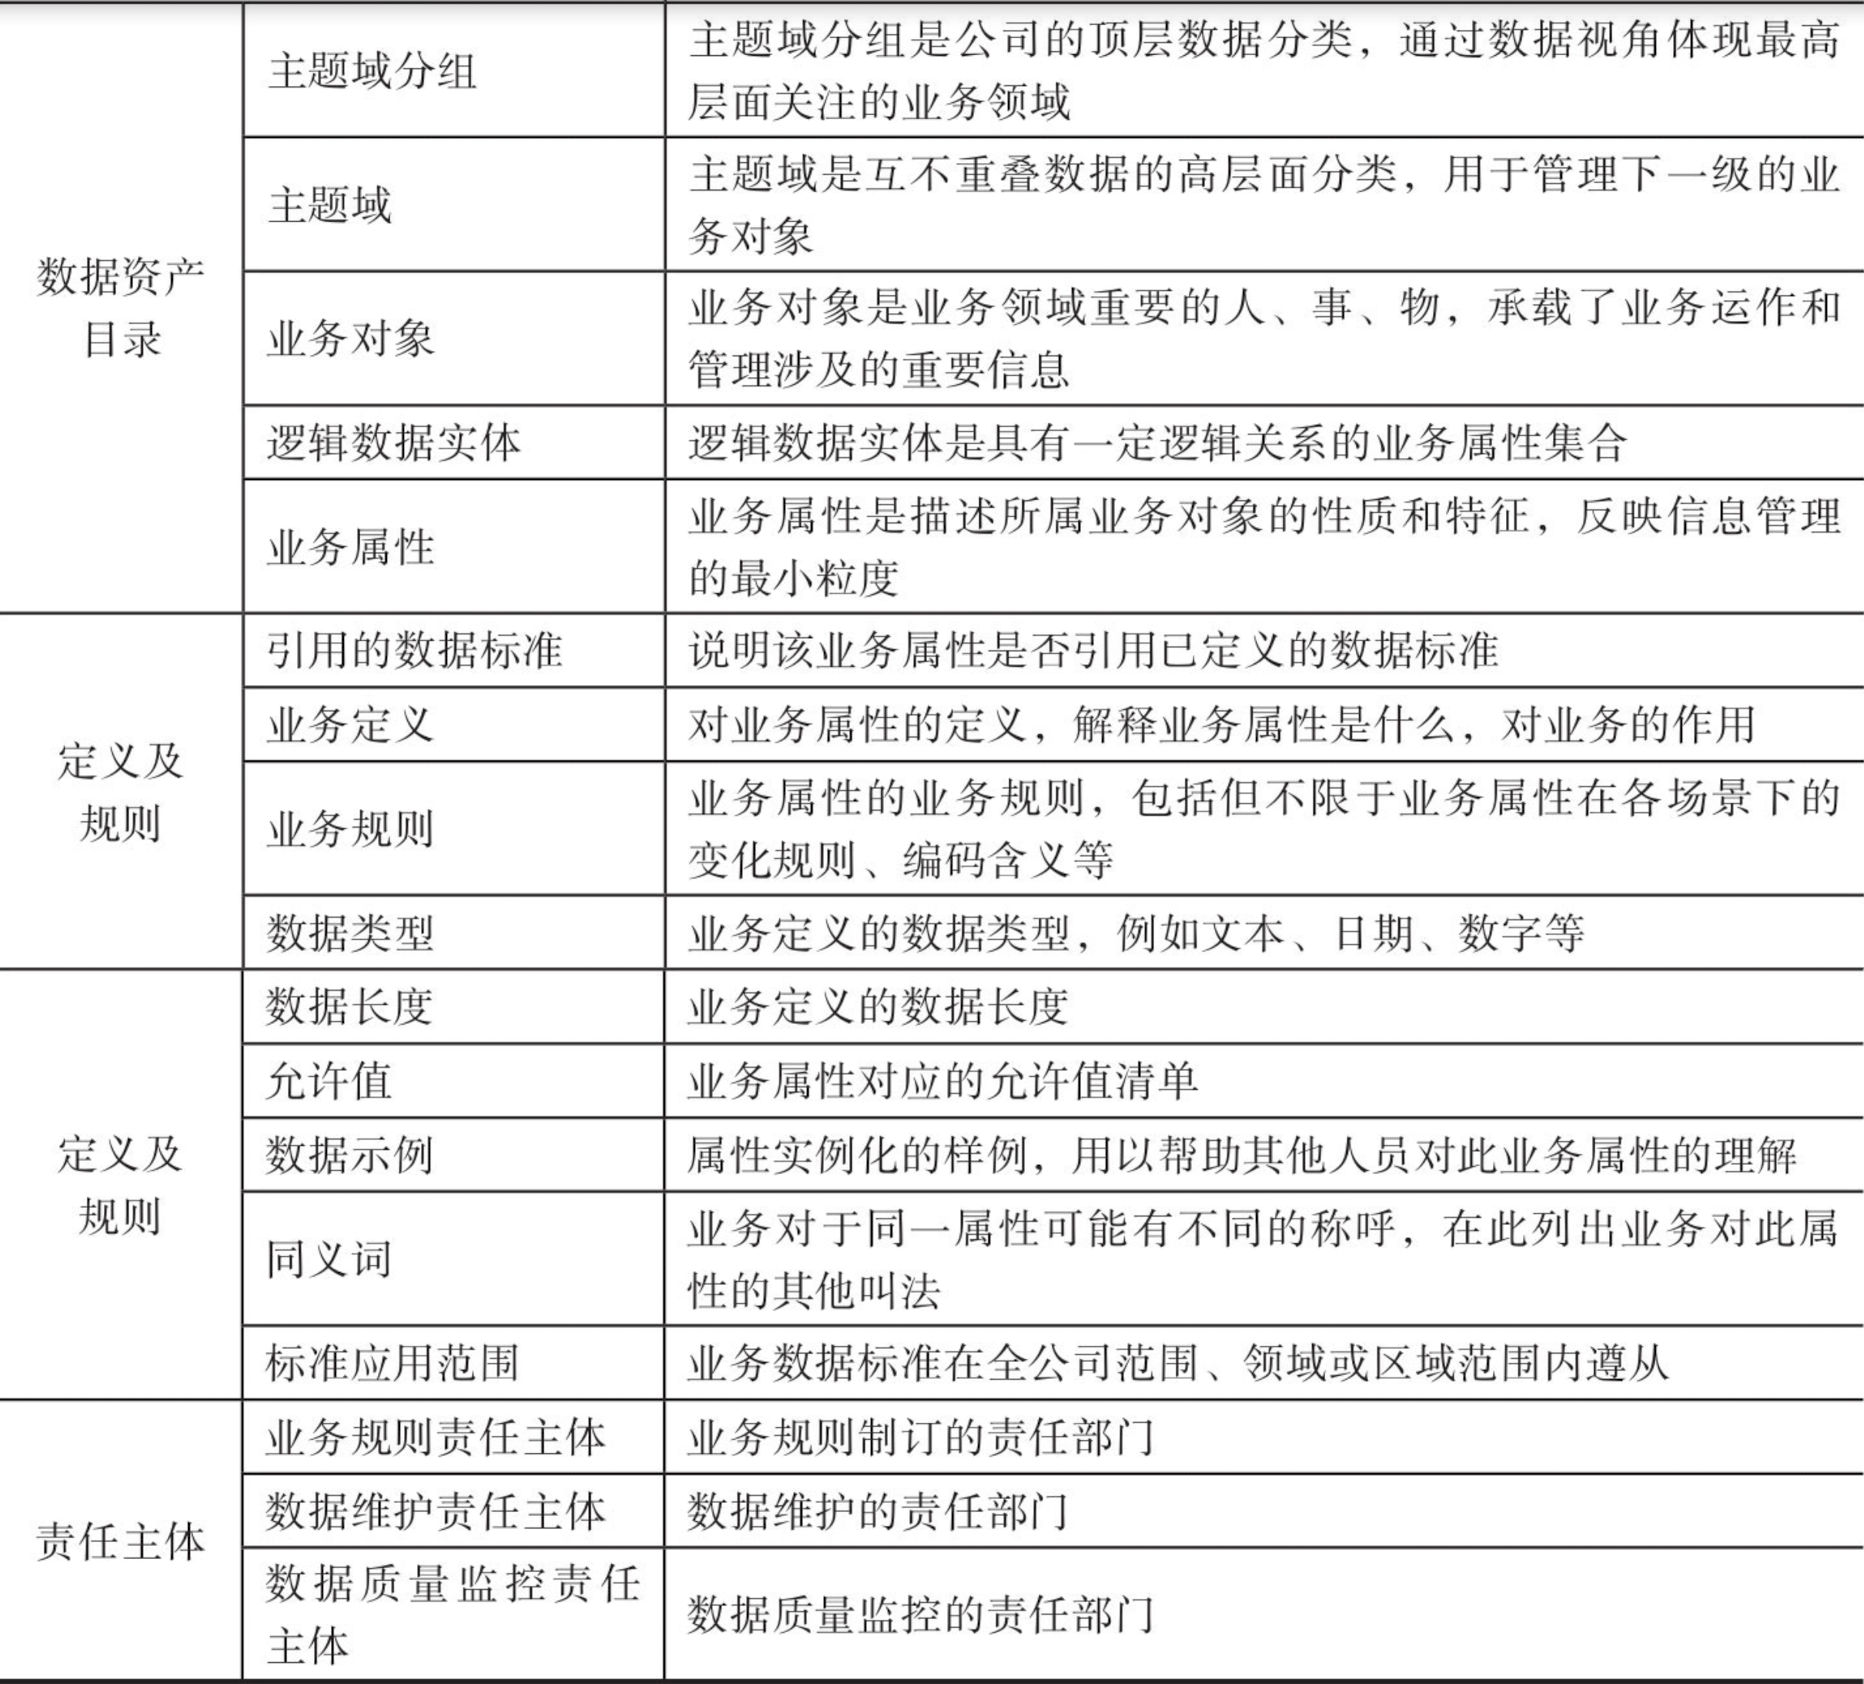 数据资产
目录
主题域分组
主题域分组是公司的顶层数据分类，通过数据视角体现最高
层面关注的业务领域
主题域
主题域是互不重叠数据的高层面分类，用于管理下一级的业
务对象
业务对象
业务对象是业务领域重要的人、事、物，承载了业务运作和
管理涉及的重要信息
逻辑数据实体
逻辑数据实体是具有一定逻辑关系的业务属性集合
业务属性
业务属性是描述所属业务对象的性质和特征，反映信息管理
的最小粒度
定义及
规则
引用的数据标准
说明该业务属性是否引用已定义的数据标准
业务定义
对业务属性的定义，解释业务属性是什么，对业务的作用
业务规则
业务属性的业务规则，包括但不限于业务属性在各场景下的
变化规则、编码含义等
数据类型
业务定义的数据类型，例如文本、日期、数字等
定义及
规则
数据长度
业务定义的数据长度
允许值
业务属性对应的允许值清单
数据示例
属性实例化的样例，用以帮助其他人员对此业务属性的理解
同义词
业务对于同一属性可能有不同的称呼，在此列出业务对此属
性的其他叫法
标准应用范围
业务数据标准在全公司范围、领域或区域范围内遵从
责任主体
业务规则责任主体
业务规则制订的责任部门
数据维护责任主体
数据维护的责任部门
数据质量监控责任
主体
数据质量监控的责任部门